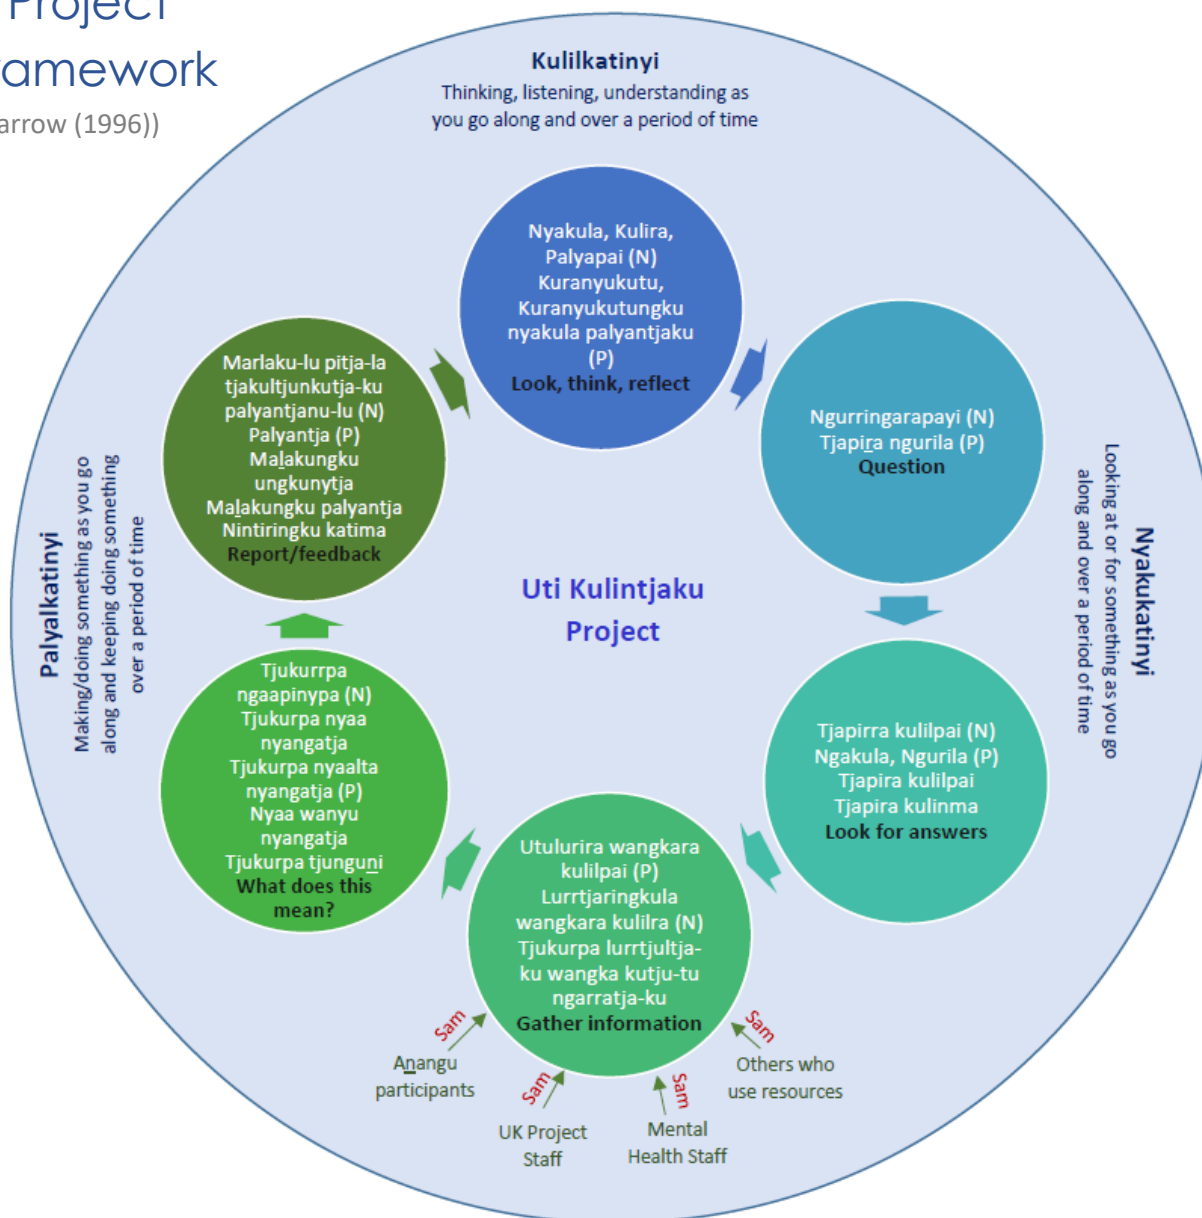 Project
amework
arrow (1996))
Kulilkatinyi
Thinking, listening, understanding as
you go along and over a period of time
Nyakula, Kulira,
Palyapai (N)
Kuranyukutu,
Kuranyukutungku
nyakula palyantjaku
(P)
Look, think, reflect
Ngurringarapayi (N)
Tjapiṟa ngurila (P)
Question
Nyakukatinyi
Looking at or for something as you go
along and over a period of time
Tjapirra kulilpai (N)
Ngakula, Ngurila (P)
Tjapira kulilpai
Tjapira kulinma
Look for answers
Utulurira wangkara
kulilpai (P)
Lurrtjaringkula
wangkara kulilra (N)
Tjukurpa lurrtjultja-
ku wangka kutju-tu
ngarratja-ku
Gather information
Sam
Aṉangu
participants
Sam
UK Project
Staff
Sam
Mental
Health Staff
Sam
Others who
use resources
Tjukurrpa
ngaapinypa (N)
Tjukurpa nyaa
nyangatja
Tjukurpa nyaalta
nyangatja (P)
Nyaa wanyu
nyangatja
Tjukurpa tjunguṉi
What does this
mean?
Marlaku-lu pitja-la
tjakultjunkutja-ku
palyantjanu-lu (N)
Palyantja (P)
Maḻakungku
ungkunytja
Maḻakungku palyantja
Nintiringku katima
Report/feedback
Palyalkatinyi
Making/doing something as you go
along and keeping doing something
over a period of time
Uti Kulintjaku
Project